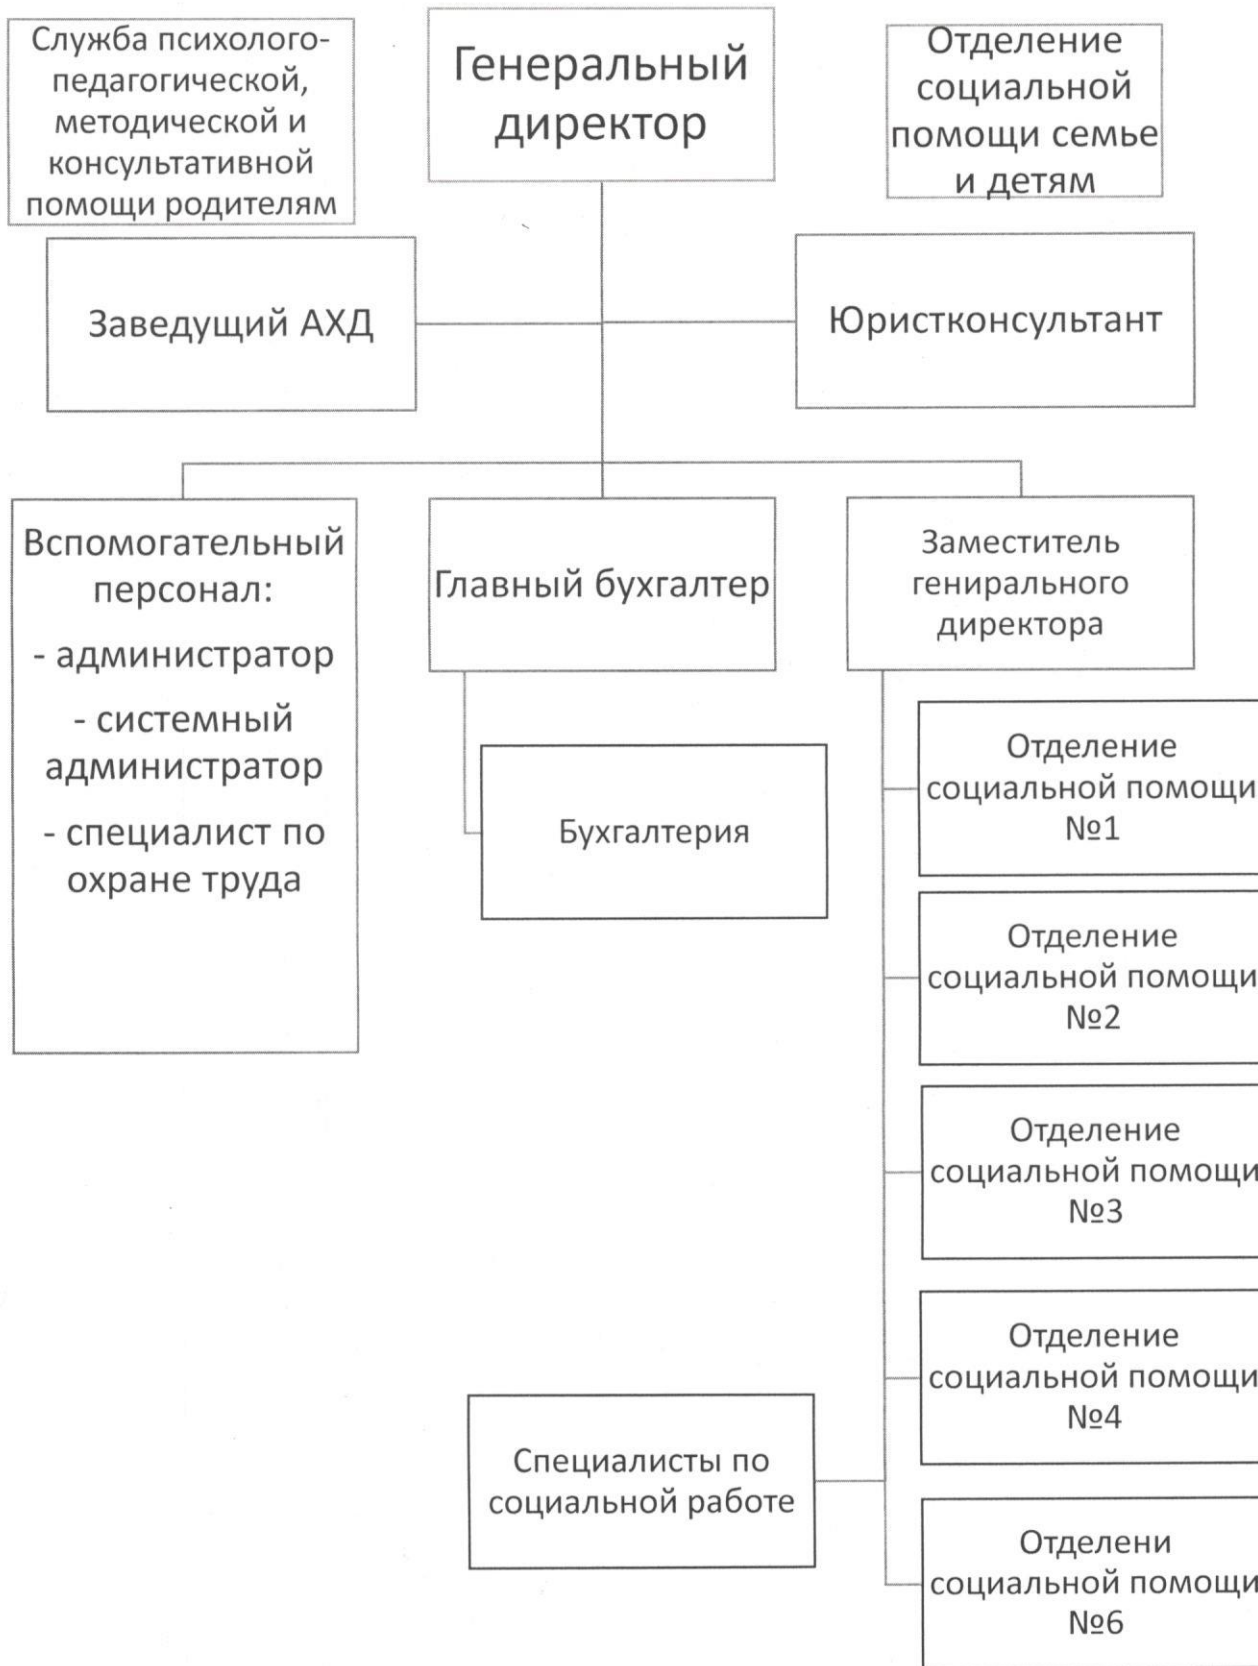 Служба психолого-
педагогической,
методической и
консультативной
помощи родителям
Генеральный
директор
Отделение
социальной
помощи семье
и детям
Заведущий АХД
Юристконсультант
Вспомогательный
персонал:
- администратор
- системный
администратор
- специалист по
охране труда
Главный бухгалтер
Заместитель
генирального
директора
Бухгалтерия
Отделение
социальной помощи
№1
Отделение
социальной помощи
№2
Отделение
социальной помощи
№3
Отделение
социальной помощи
№4
Специалисты по
социальной работе
Отделени
социальной помощи
№6